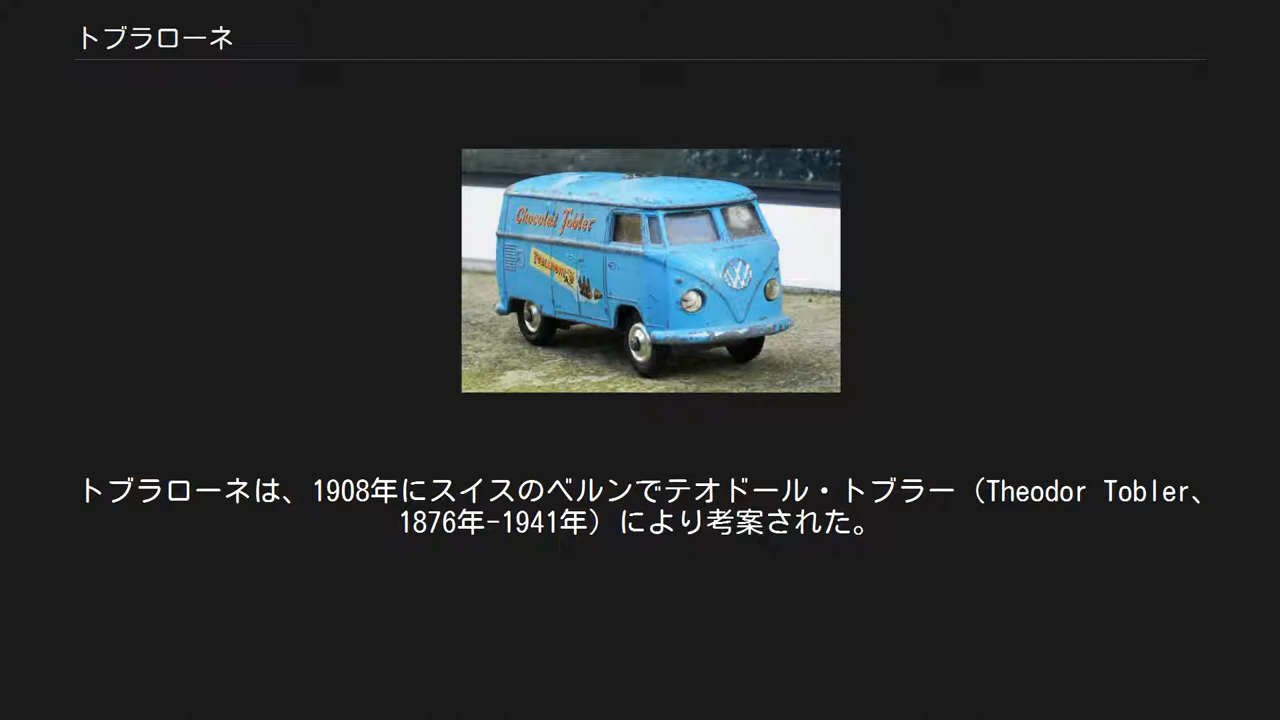 トブラローネ
Chocolat Tobler
TOBLERONE
トブラローネは、1908年にスイスのベルンでテオドール・トブラー（Theodor Tobler、
1876年-1941年）により考案された。